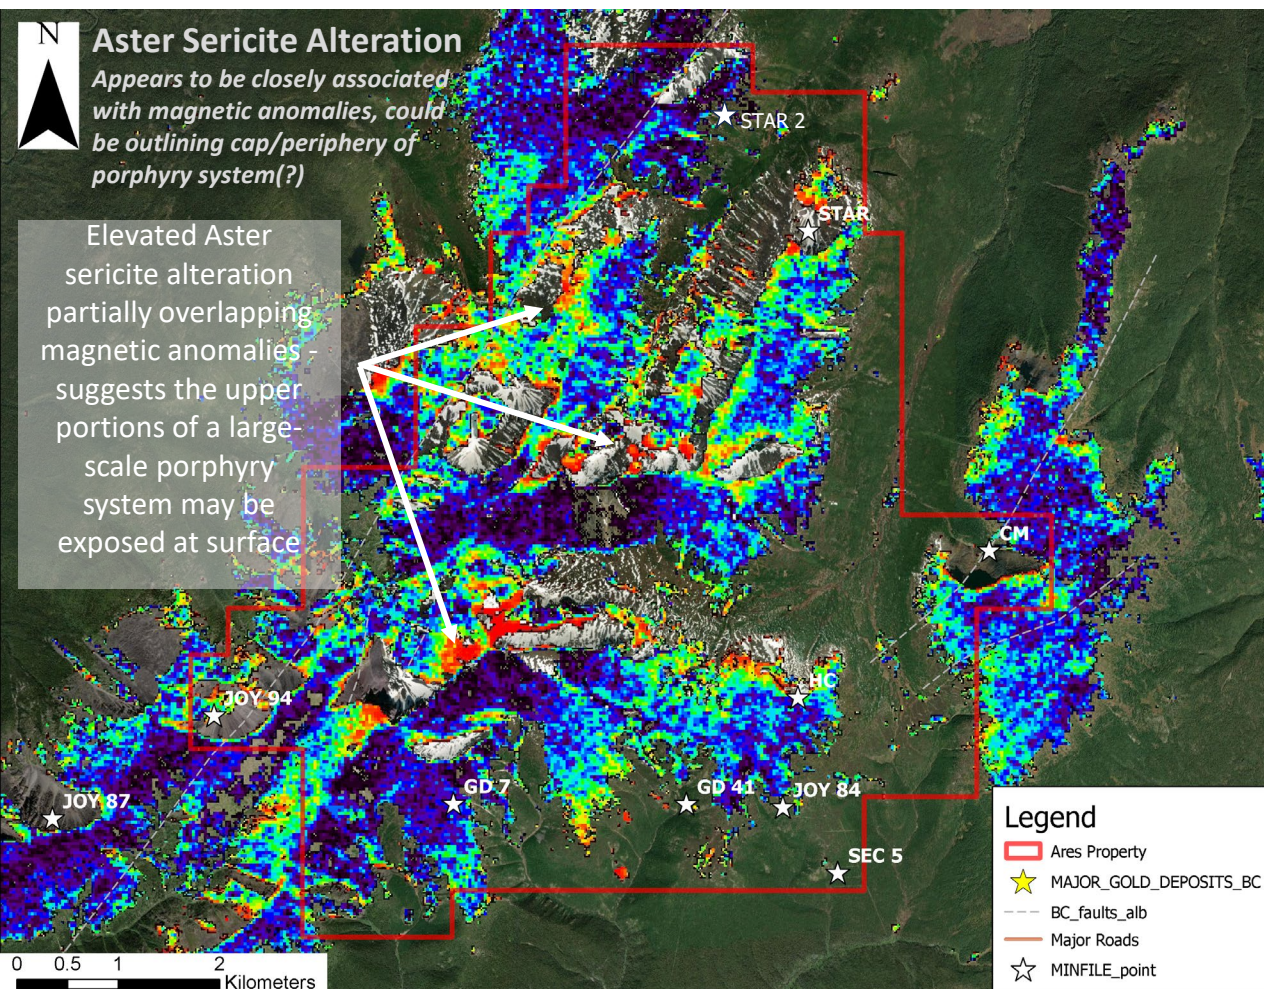 N
Aster Sericite Alteration
Appears to be closely associated
with magnetic anomalies, could
be outlining cap/periphery of
porphyry system(?)
Elevated Aster
sericite alteration
partially overlapping
magnetic anomalies -
suggests the upper
portions of a large-
scale porphyry
system may be
exposed at surface
STAR 2
STAR
CM
HC
JOY 94
JOY 87
GD 7
GD 41
JOY 84
SEC 5
Legend
Ares Property
MAJOR_GOLD_DEPOSITS_BC
BC_faults_alb
Major Roads
MINFILE_point
0 0.5 1 2
Kilometers